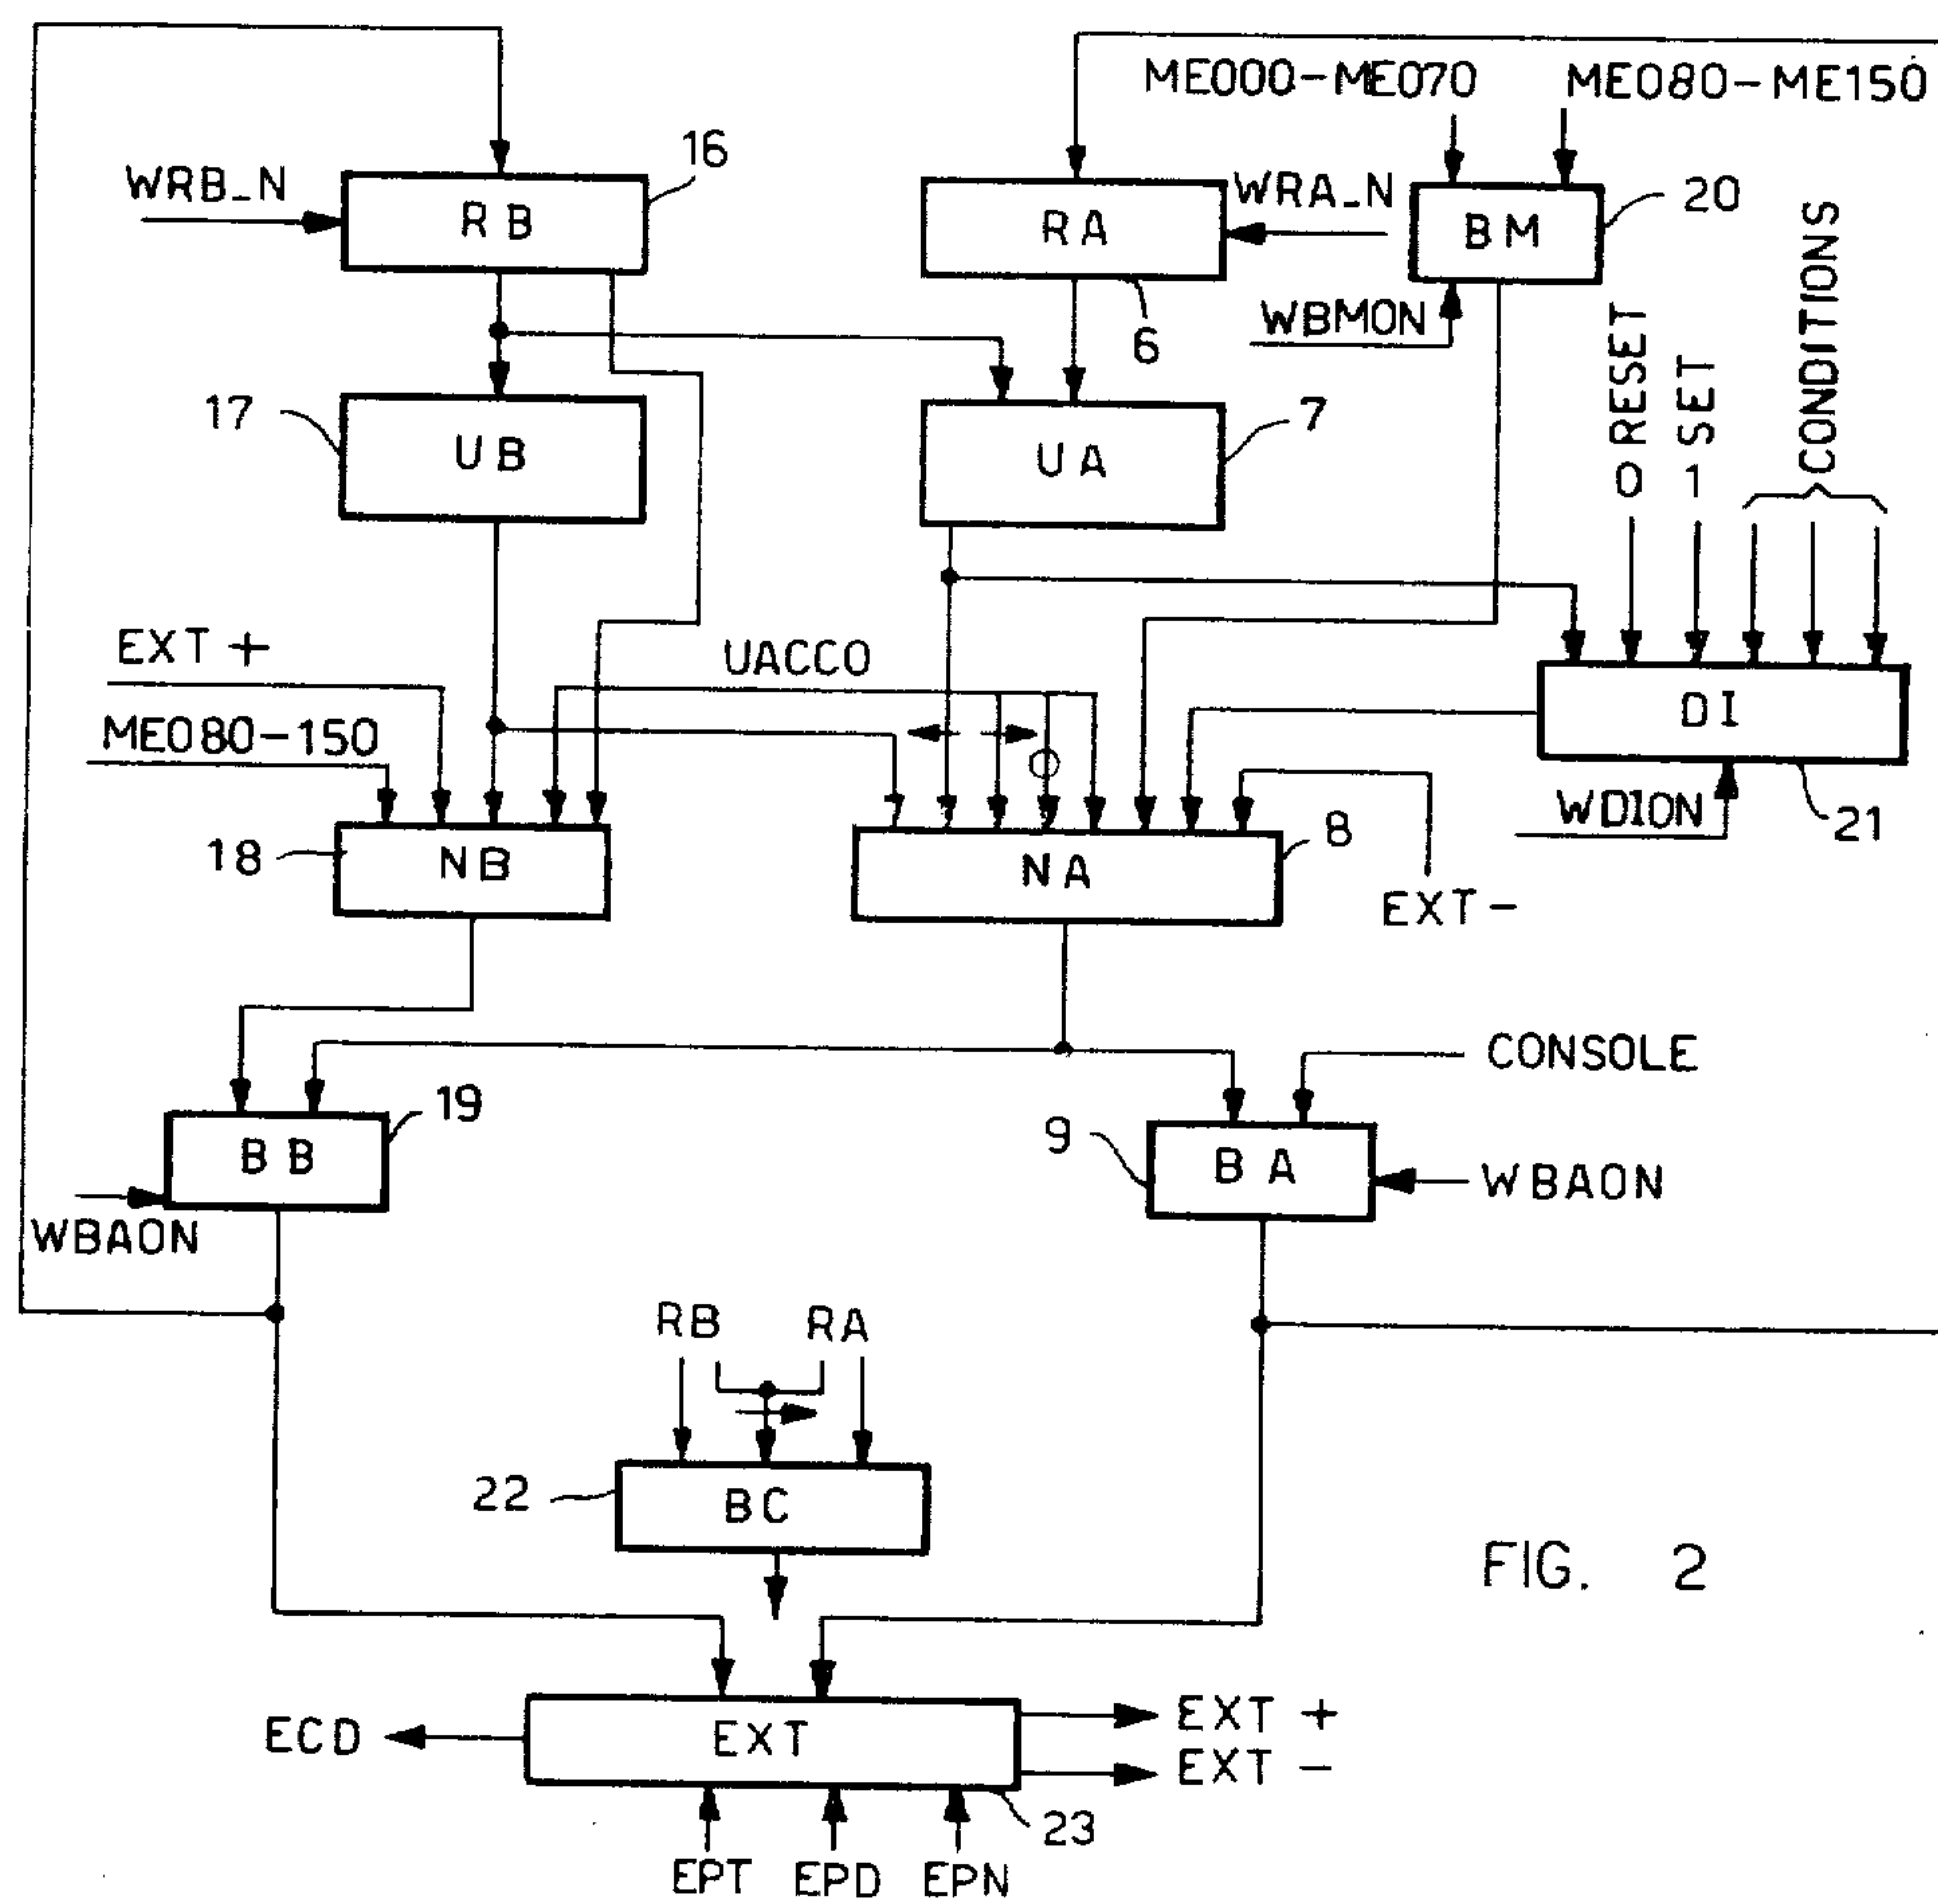 ME000-ME070
ME080-ME150
WRB_N
16
RB
RA
WRA_N
BM
20
WBMON
6
0 RESET
1 SET
CONDITIONS
17
UB
UA
7
EXT +
UACCO
ME080-150
DI
WDION
21
18
NB
NA
8
EXT -
CONSOLE
19
BB
9
BA
WBAON
WBAON
RB
RA
22
BC
FIG. 2
ECD
EXT
EXT +
EXT -
23
EPT
EPD
EPN